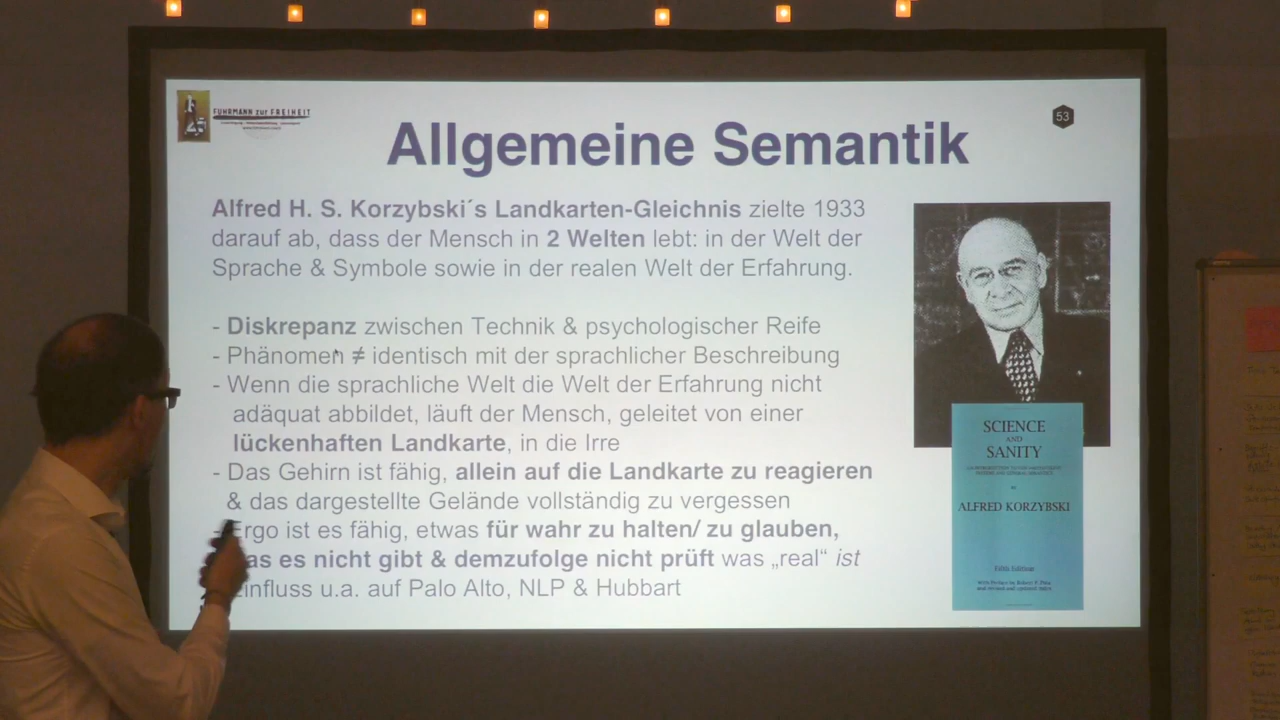 FUHRMANN zur FREIHEIT
53
Allgemeine Semantik
Alfred H. S. Korzybski´s Landkarten-Gleichnis zielte 1933
darauf ab, dass der Mensch in 2 Welten lebt: in der Welt der
Sprache & Symbole sowie in der realen Welt der Erfahrung.
- Diskrepanz zwischen Technik & psychologischer Reife
- Phänomen ≠ identisch mit der sprachlicher Beschreibung
- Wenn die sprachliche Welt die Welt der Erfahrung nicht
adäquat abbildet, läuft der Mensch, geleitet von einer
lückenhaften Landkarte, in die Irre
- Das Gehirn ist fähig, allein auf die Landkarte zu reagieren
& das dargestellte Gelände vollständig zu vergessen
- Ergo ist es fähig, etwas für wahr zu halten/ zu glauben,
as es nicht gibt & demzufolge nicht prüft was „real“ ist
Einfluss u.a. auf Palo Alto, NLP & Hubbart
SCIENCE
AND
SANITY
BY
ALFRED KORZYBSKI
Fifth Edition